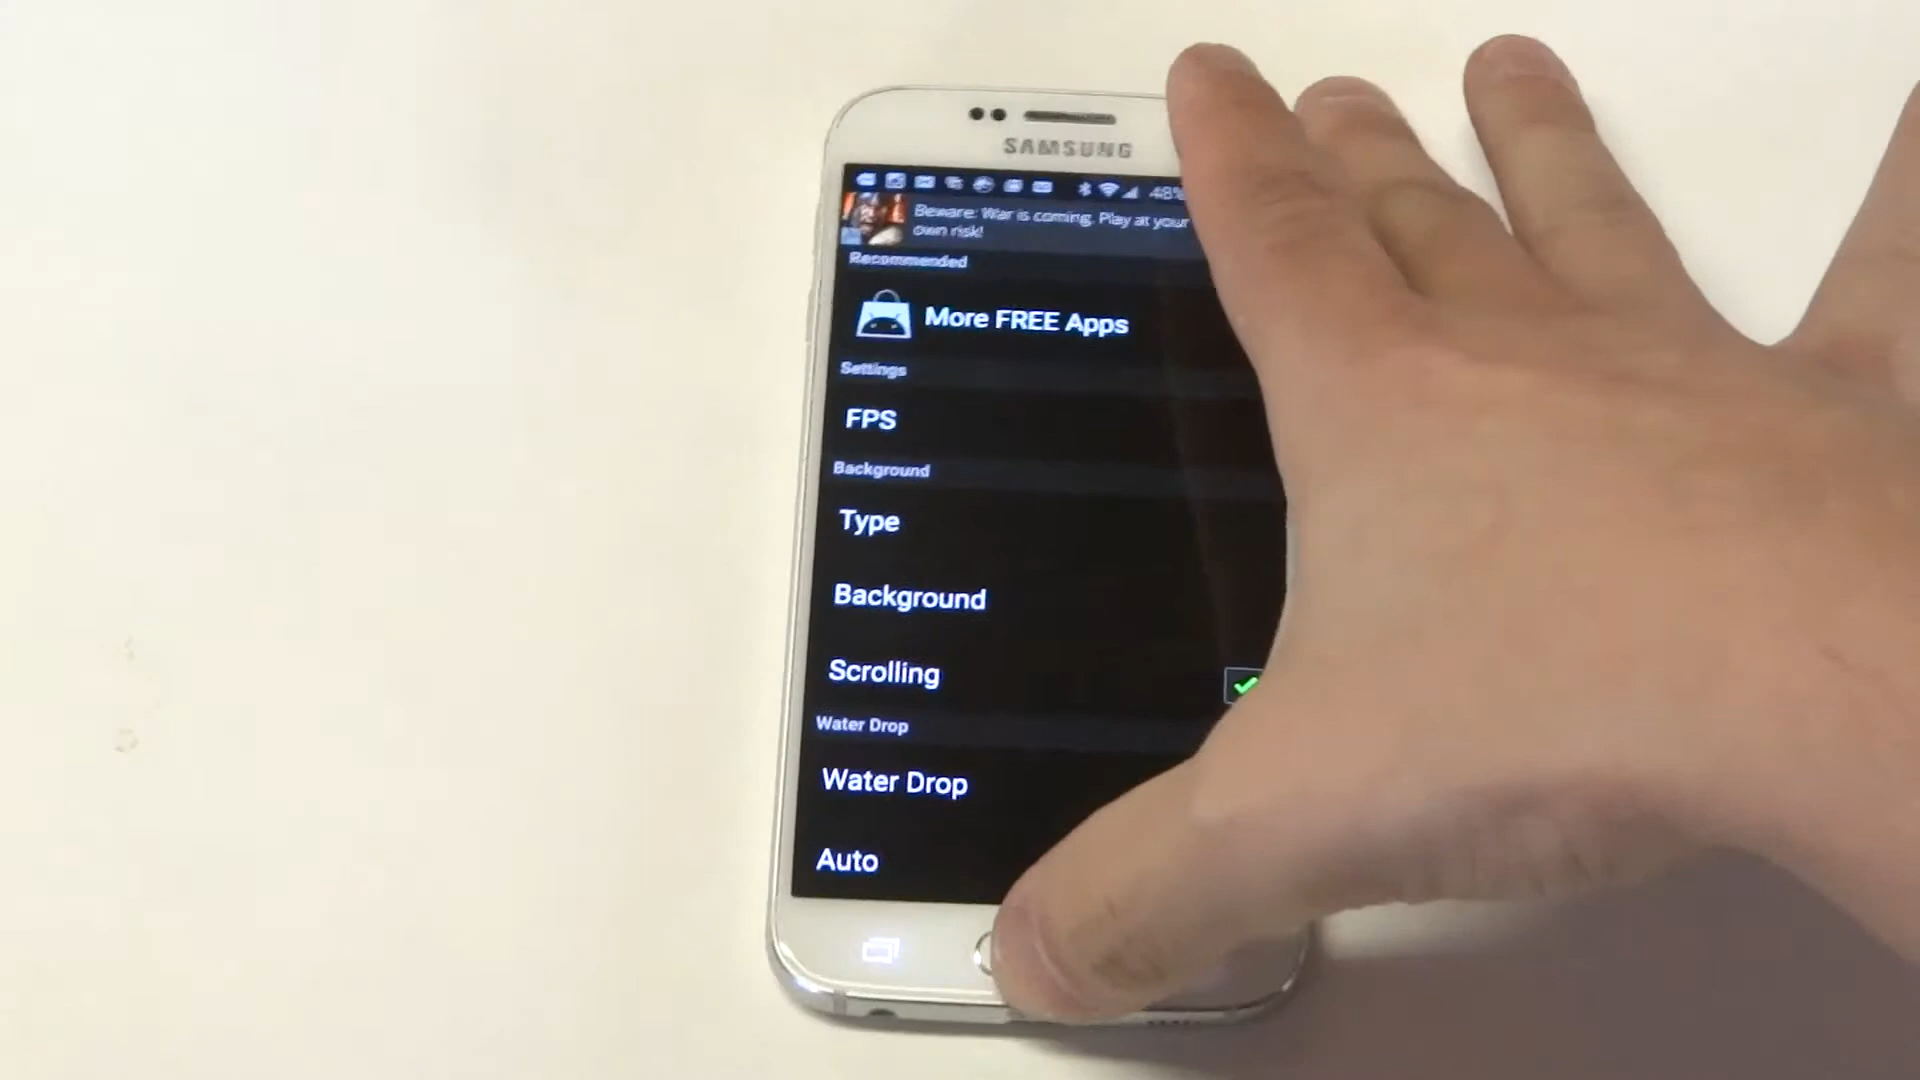 SAMSUNG
48%
Beware: War is coming. Play at your
own risk!
Recommended
More FREE Apps
Settings
FPS
Background
Type
Background
Scrolling
Water Drop
Water Drop
Auto